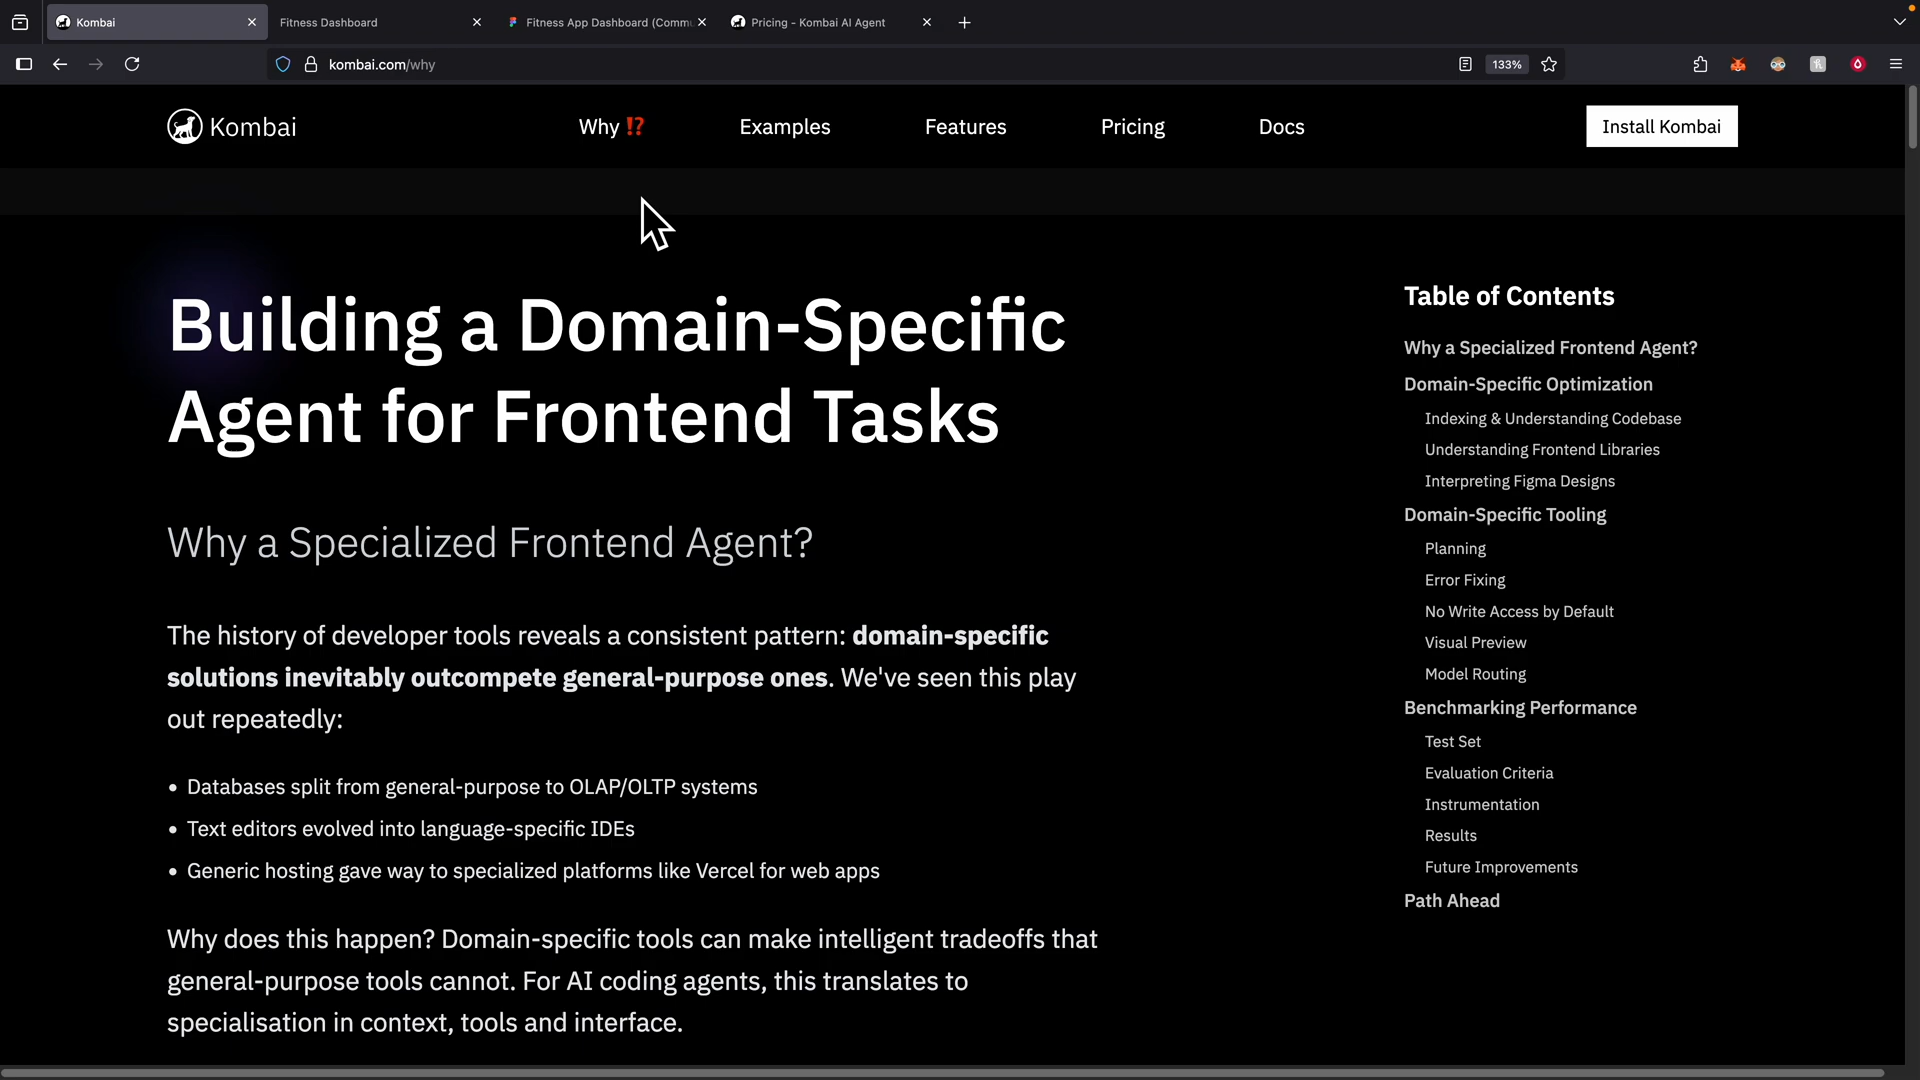 Kombai
Fitness Dashboard
Fitness App Dashboard (Commu
Pricing - Kombai AI Agent
kombai.com/why
133%
Kombai
Why ⁉
Examples
Features
Pricing
Docs
Install Kombai
Building a Domain-Specific
Agent for Frontend Tasks
Why a Specialized Frontend Agent?
The history of developer tools reveals a consistent pattern: domain-specific
solutions inevitably outcompete general-purpose ones. We've seen this play
out repeatedly:
• Databases split from general-purpose to OLAP/OLTP systems
• Text editors evolved into language-specific IDEs
• Generic hosting gave way to specialized platforms like Vercel for web apps
Why does this happen? Domain-specific tools can make intelligent tradeoffs that
general-purpose tools cannot. For AI coding agents, this translates to
specialisation in context, tools and interface.
Table of Contents
Why a Specialized Frontend Agent?
Domain-Specific Optimization
Indexing & Understanding Codebase
Understanding Frontend Libraries
Interpreting Figma Designs
Domain-Specific Tooling
Planning
Error Fixing
No Write Access by Default
Visual Preview
Model Routing
Benchmarking Performance
Test Set
Evaluation Criteria
Instrumentation
Results
Future Improvements
Path Ahead